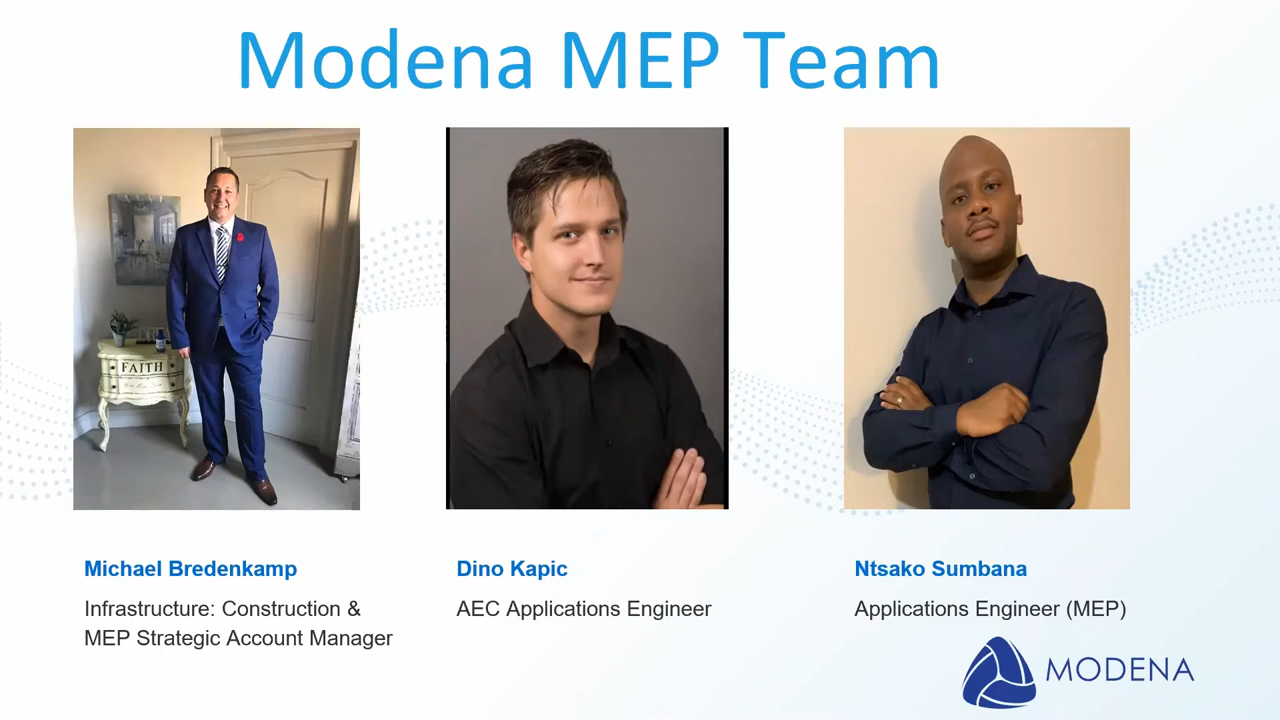 Modena MEP Team
FAITH
Michael Bredenkamp
Infrastructure: Construction &
MEP Strategic Account Manager
Dino Kapic
AEC Applications Engineer
Ntsako Sumbana
Applications Engineer (MEP)
MODENA